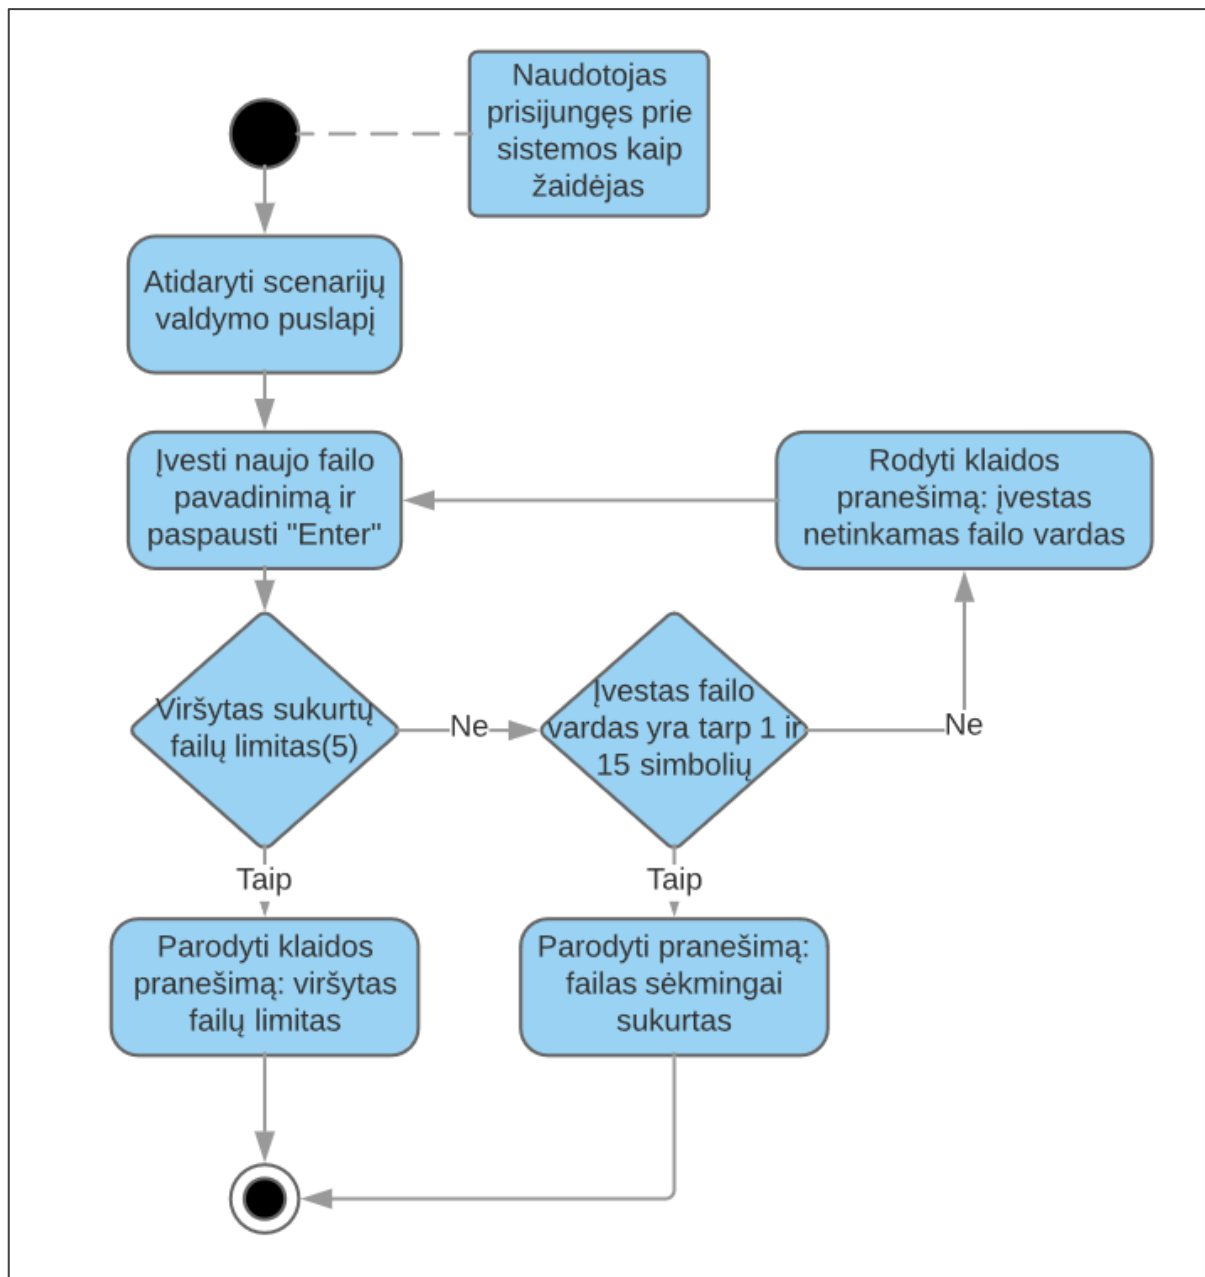 Naudotojas
prisijungęs prie
sistemos kaip
žaidėjas
Atidaryti scenarijų
valdymo puslapį
Įvesti naujo failo
pavadinimą ir
paspausti "Enter"
Rodyti klaidos
pranešimą: įvestas
netinkamas failo vardas
Viršytas sukurtų
failų limitas(5)
Ne
Įvestas failo
vardas yra tarp 1 ir
15 simbolių
Ne
Taip
Taip
Parodyti klaidos
pranešimą: viršytas
failų limitas
Parodyti pranešimą:
failas sėkmingai
sukurtas